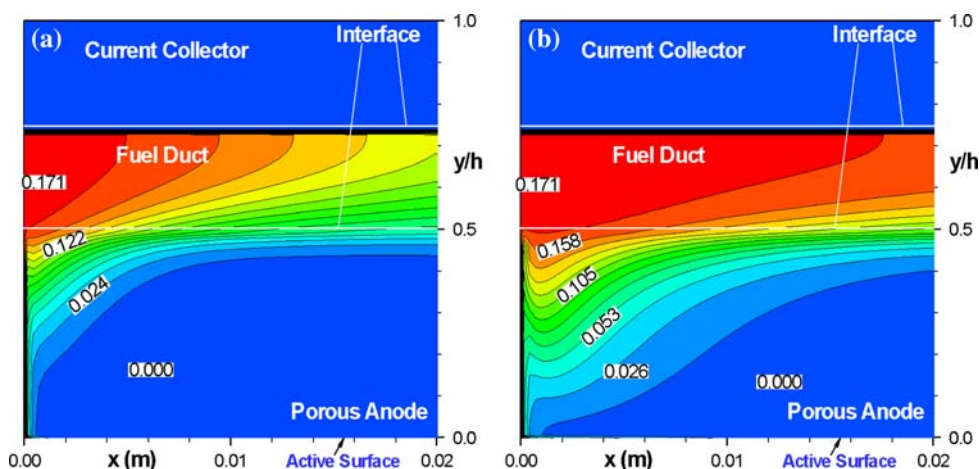 (a)
Current Collector
Interface
Fuel Duct
0.171
0.122
0.024
0.000
Porous Anode
1.0
y/h
0.5
0.0
0.00
x (m)
0.01
Active Surface
0.02
(b)
Current Collector
Interface
Fuel Duct
0.171
0.158
0.105
0.053
0.026
0.000
Porous Anode
1.0
y/h
0.5
0.0
0.00
x (m)
0.01
Active Surface
0.02